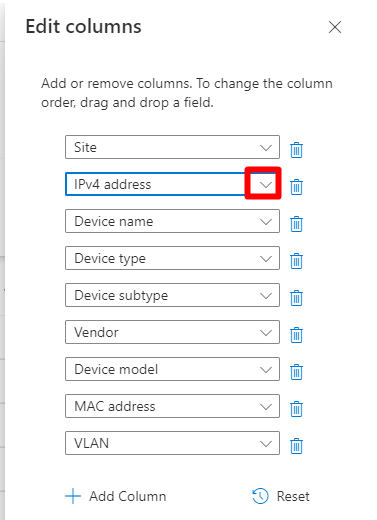 Edit columns
Add or remove columns. To change the column
order, drag and drop a field.
Site
IPv4 address
Device name
Device type
Device subtype
Vendor
Device model
MAC address
VLAN
Add Column Reset